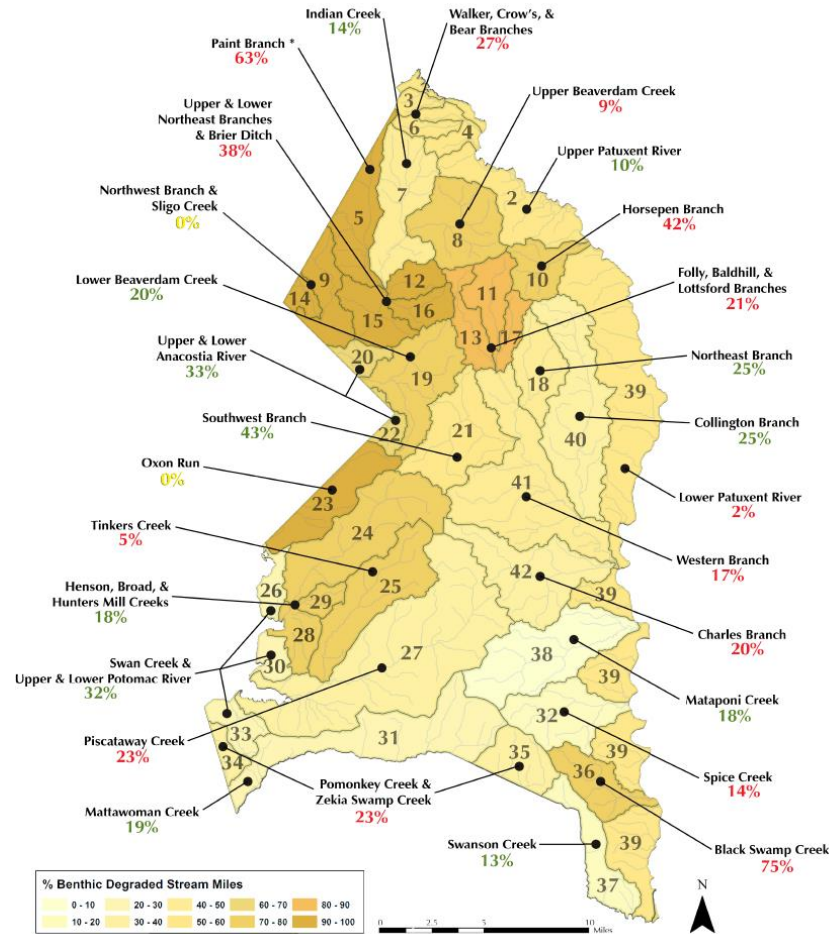 Indian Creek
14%
Walker, Crow's, &
Bear Branches
27%
Paint Branch *
63%
Upper Beaverdam Creek
9%
Upper & Lower
Northeast Branches
& Brier Ditch
38%
Upper Patuxent River
10%
Northwest Branch &
Sligo Creek
0%
Horsepen Branch
42%
Lower Beaverdam Creek
20%
Folly, Baldhill, &
Lottsford Branches
21%
Upper & Lower
Anacostia River
33%
Northeast Branch
25%
Southwest Branch
43%
Collington Branch
25%
Oxon Run
0%
Lower Patuxent River
2%
Tinkers Creek
5%
Western Branch
17%
Henson, Broad, &
Hunters Mill Creeks
18%
Charles Branch
20%
Swan Creek &
Upper & Lower Potomac River
32%
Mataponi Creek
18%
Piscataway Creek
23%
Spice Creek
14%
Mattawoman Creek
19%
Pomonkey Creek &
Zekia Swamp Creek
23%
Swanson Creek
13%
Black Swamp Creek
75%
3
6
4
7
2
5
8
9
10
12
11
14
16
15
13
17
20
19
18
39
22
21
40
23
41
24
42
25
26
29
39
28
27
38
30
39
32
33
31
34
35
39
36
39
37
% Benthic Degraded Stream Miles
0 - 10 20 - 30 40 - 50 60 - 70 80 - 90
10 - 20 30 - 40 50 - 60 70 - 80 90 - 100
0 2.5 5 10
Miles
N